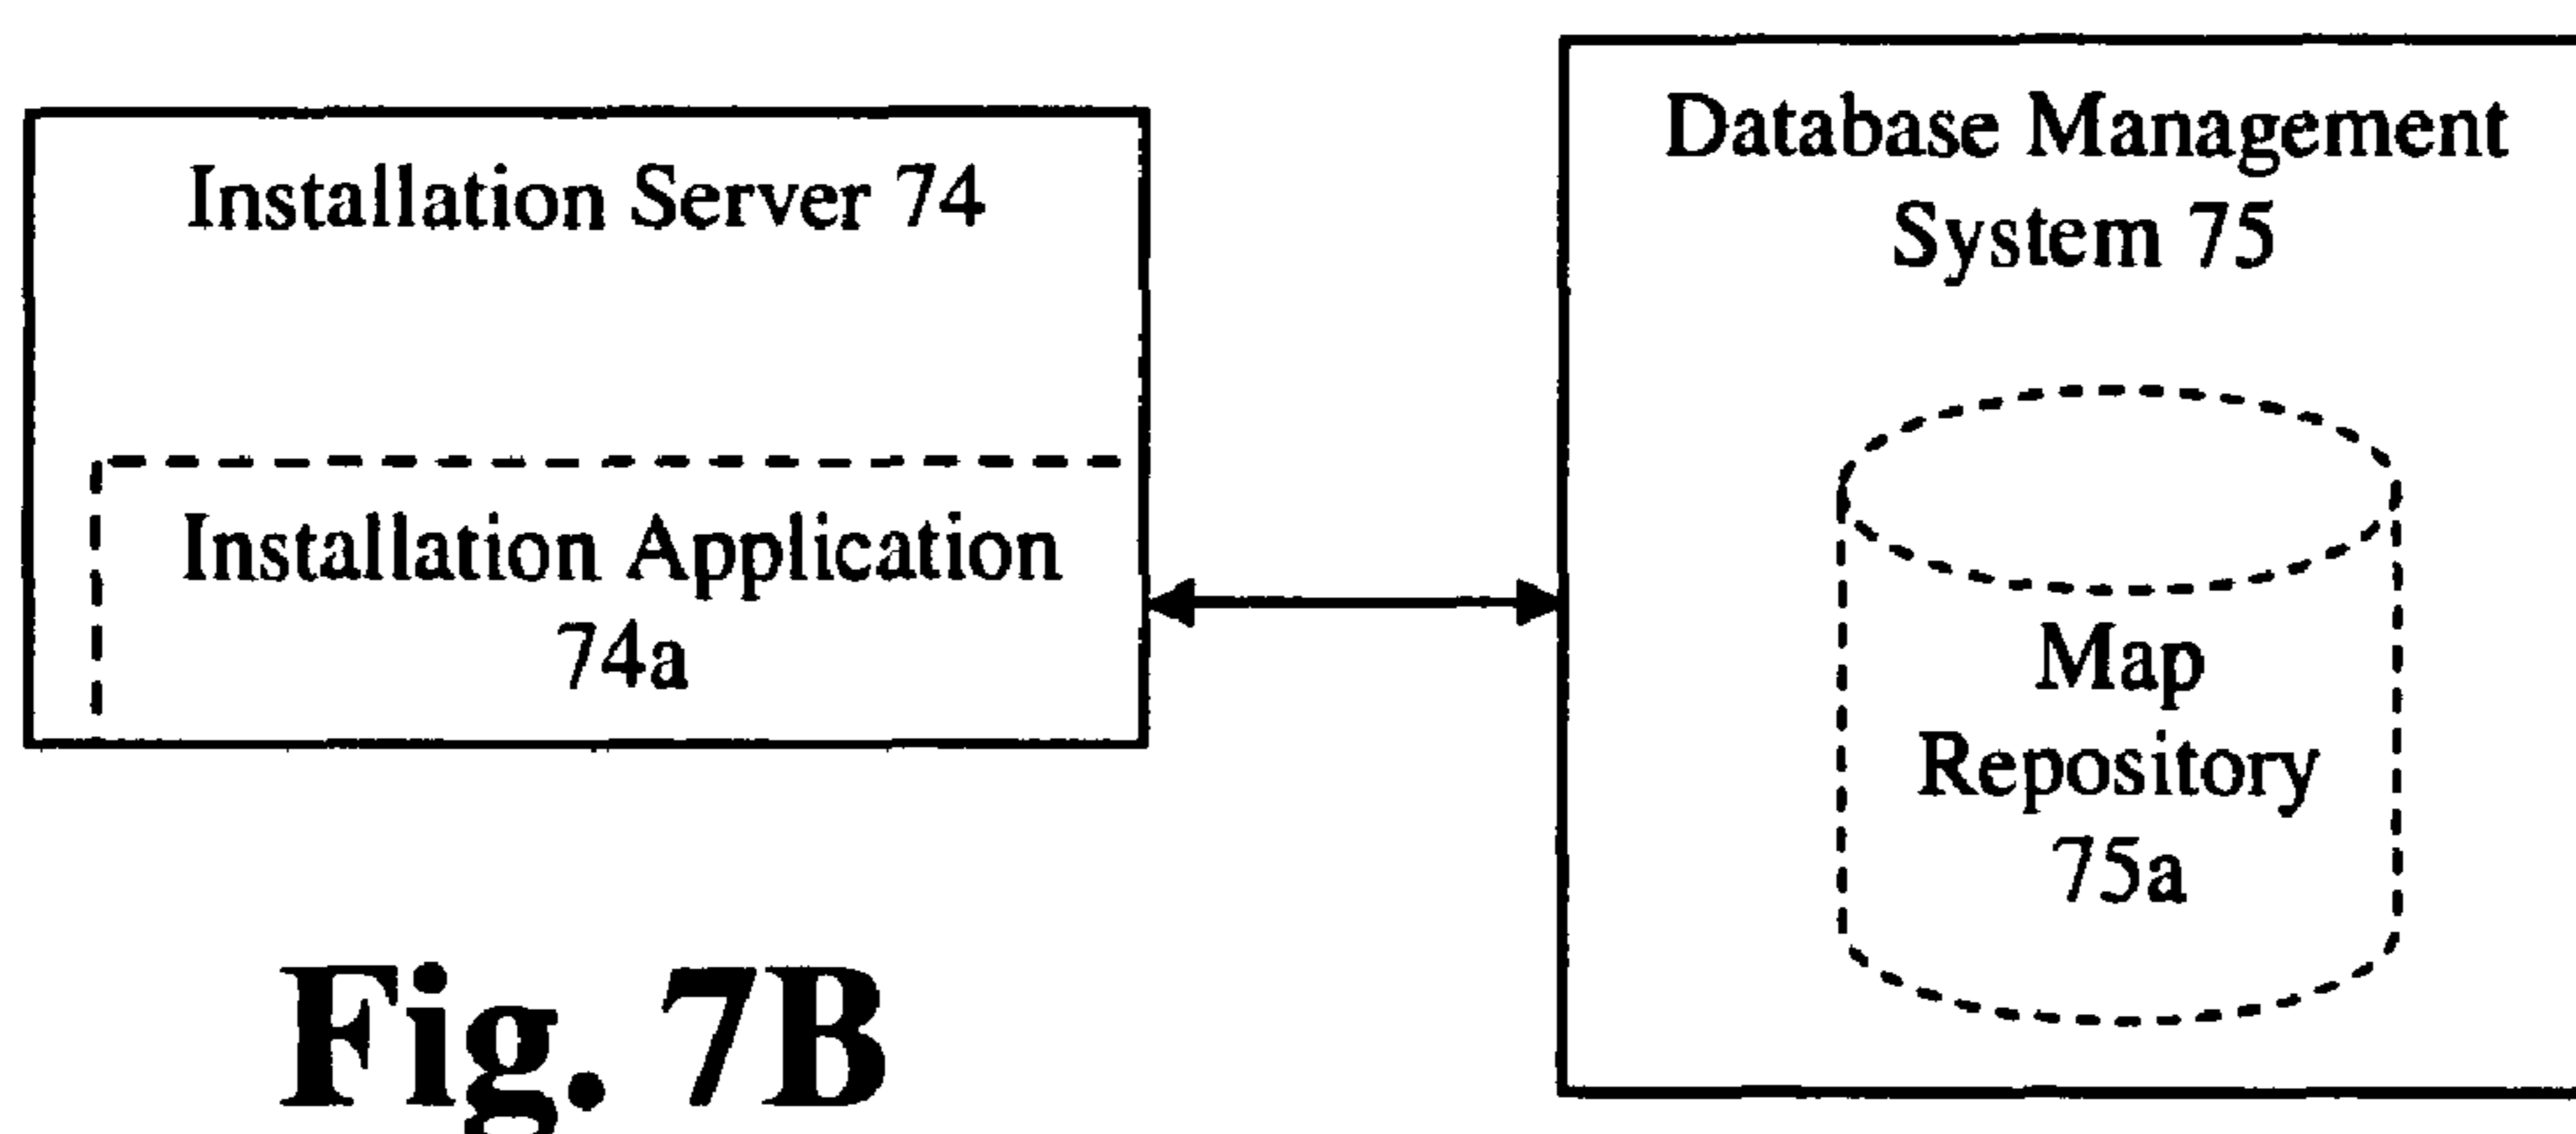 Installation Server 74
Installation Application
74a
Database Management
System 75
Map
Repository
75a
Fig. 7B